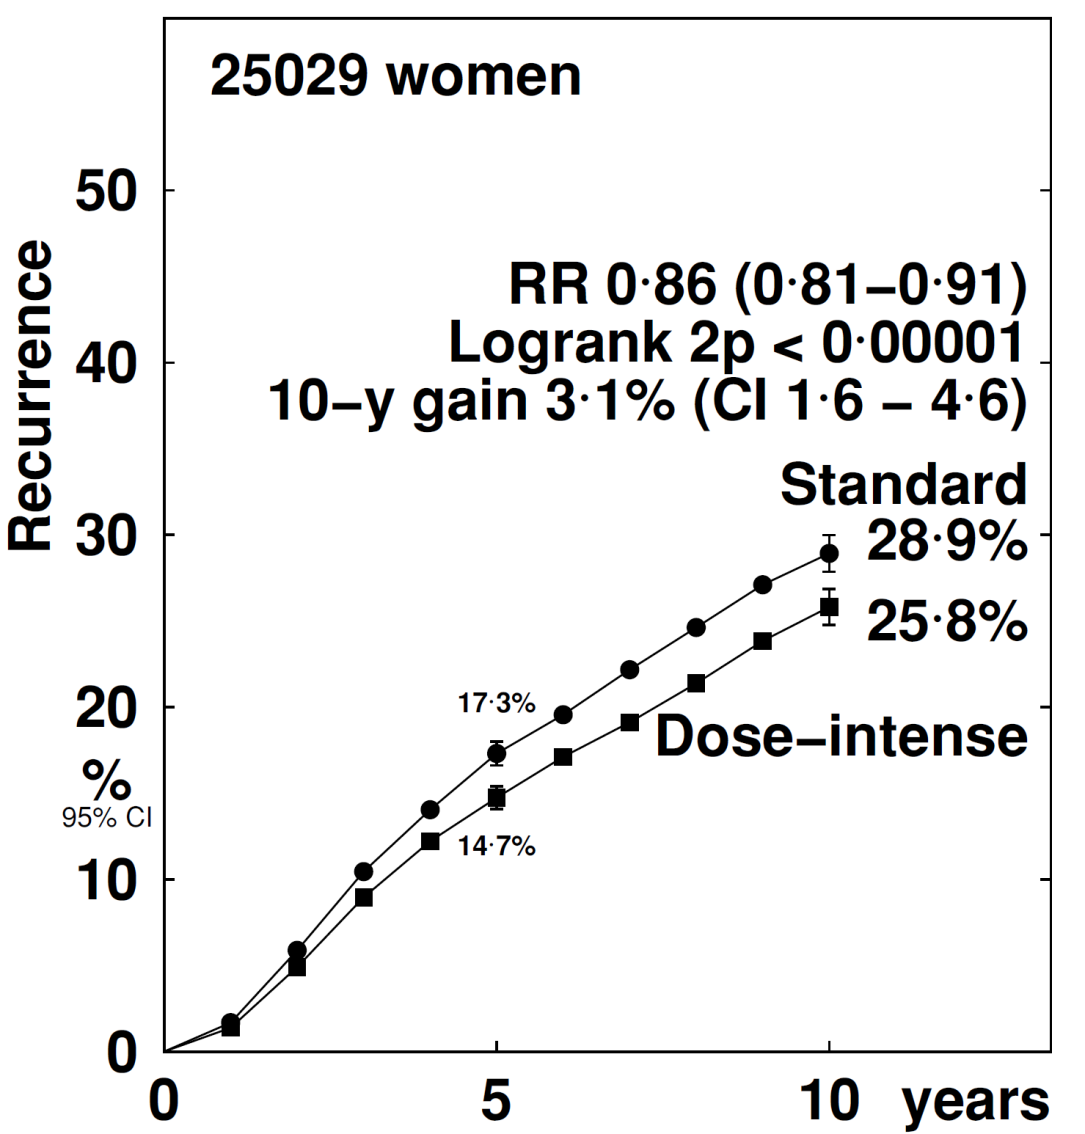 25029 women
50
Recurrence
RR 0·86 (0·81–0·91)
Logrank 2p < 0·00001
40
10–y gain 3·1% (CI 1·6 – 4·6)
Standard
30
28·9%
25·8%
20
17·3%
Dose–intense
%
95% CI
14·7%
10
0
0 5 10 years